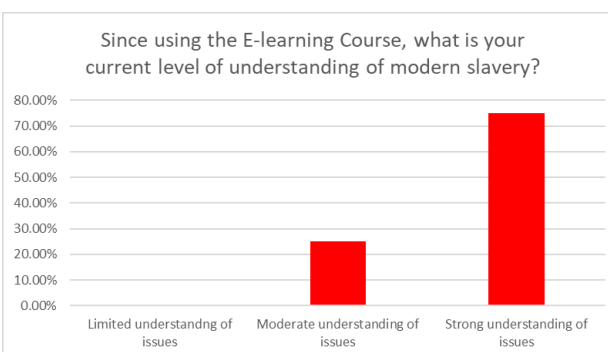 Since using the E-learning Course, what is your
current level of understanding of modern slavery?
80.00%
70.00%
60.00%
50.00%
40.00%
30.00%
20.00%
10.00%
0.00%
Limited understandng of
issues
Moderate understanding of
issues
Strong understanding of
issues